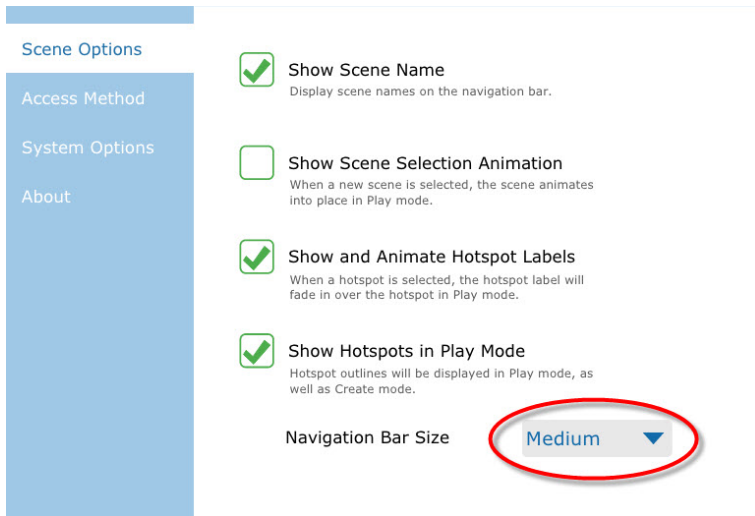 Scene Options
Access Method
System Options
About
Show Scene Name
Display scene names on the navigation bar.
Show Scene Selection Animation
When a new scene is selected, the scene animates
into place in Play mode.
Show and Animate Hotspot Labels
When a hotspot is selected, the hotspot label will
fade in over the hotspot in Play mode.
Show Hotspots in Play Mode
Hotspot outlines will be displayed in Play mode, as
well as Create mode.
Navigation Bar Size Medium